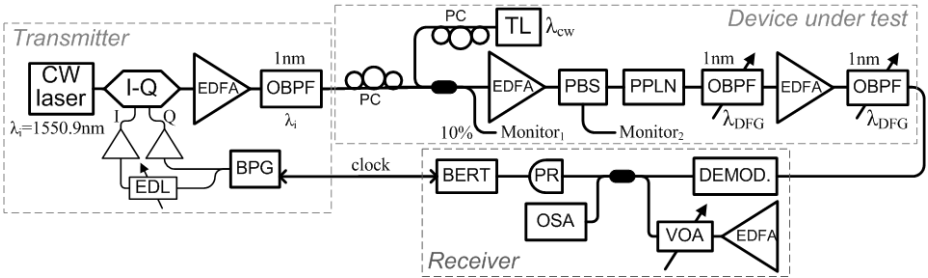 Transmitter
CW
laser
λi=1550.9nm
I-Q
I
Q
EDFA
1nm
OBPF
λi
EDL
BPG
clock
Device under test
PC
TL
λcw
PC
10%
Monitor1
EDFA
PBS
Monitor2
PPLN
1nm
OBPF
λDFG
EDFA
1nm
OBPF
λDFG
BERT
PR
OSA
DEMOD.
VOA
EDFA
Receiver